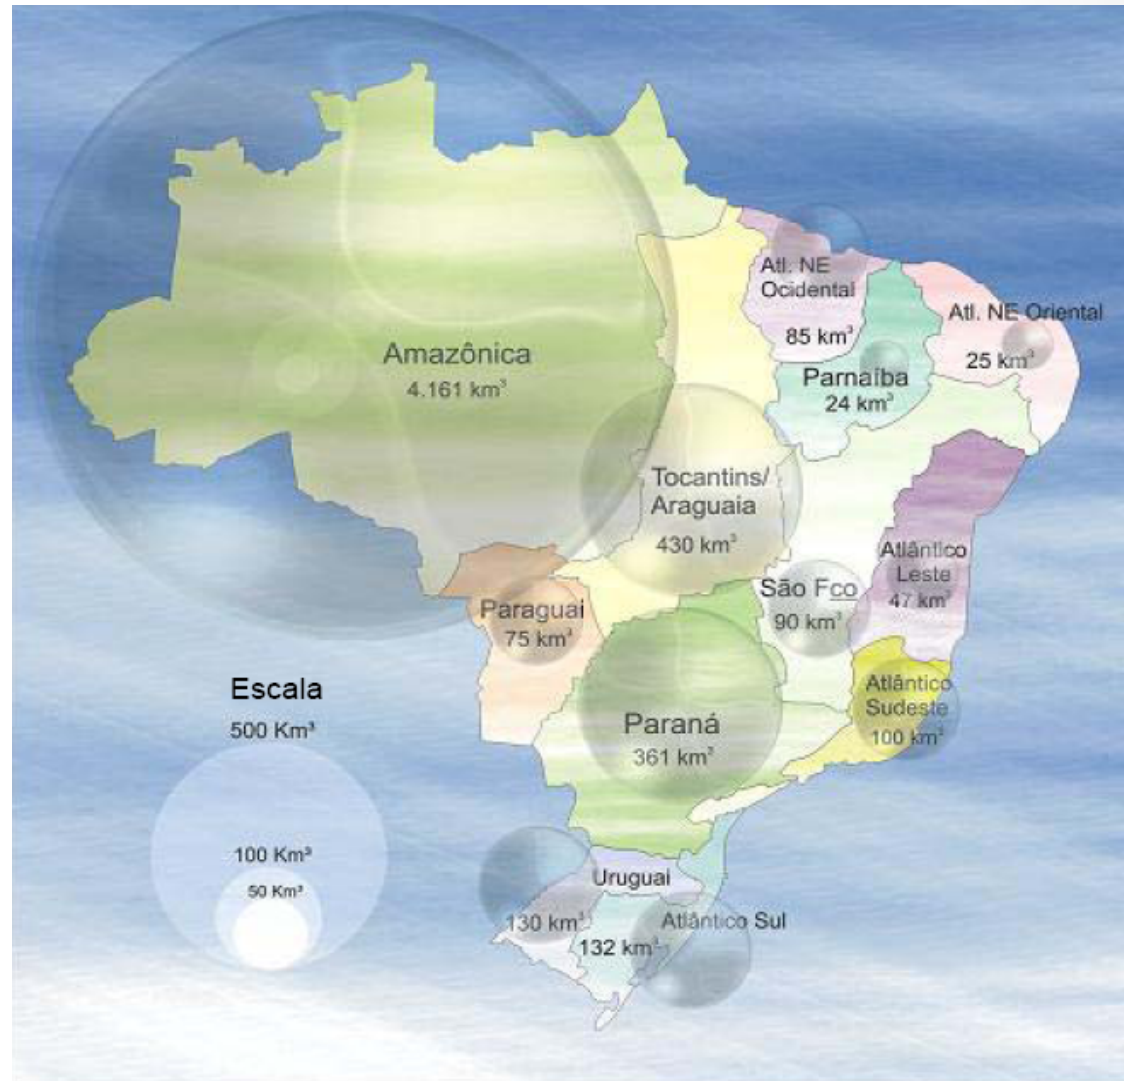 Atl. NE
Ocidental
85 km³
Atl. NE Oriental
25 km³
Amazônica
4.161 km³
Parnaíba
24 km³
Tocantins/
Araguaia
430 km³
Atlântico
Leste
47 km³
São Fco
90 km³
Paraguai
75 km³
Atlântico
Sudeste
100 km³
Paraná
361 km³
Escala
500 Km³
100 Km³
50 Km³
Uruguai
130 km³
Atlântico Sul
132 km³